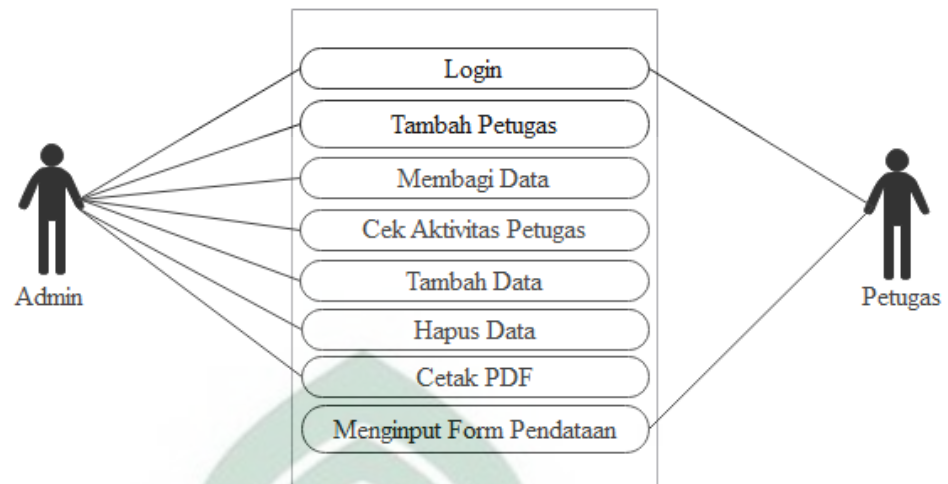 Login
Tambah Petugas
Membagi Data
Cek Aktivitas Petugas
Tambah Data
Hapus Data
Cetak PDF
Menginput Form Pendataan
Admin
Petugas